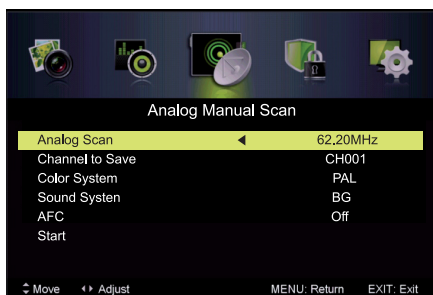 Analog Manual Scan
Analog Scan 62.20MHz
Channel to Save CH001
Color System PAL
Sound Systen BG
AFC Off
Start
Move Adjust MENU: Return EXIT: Exit